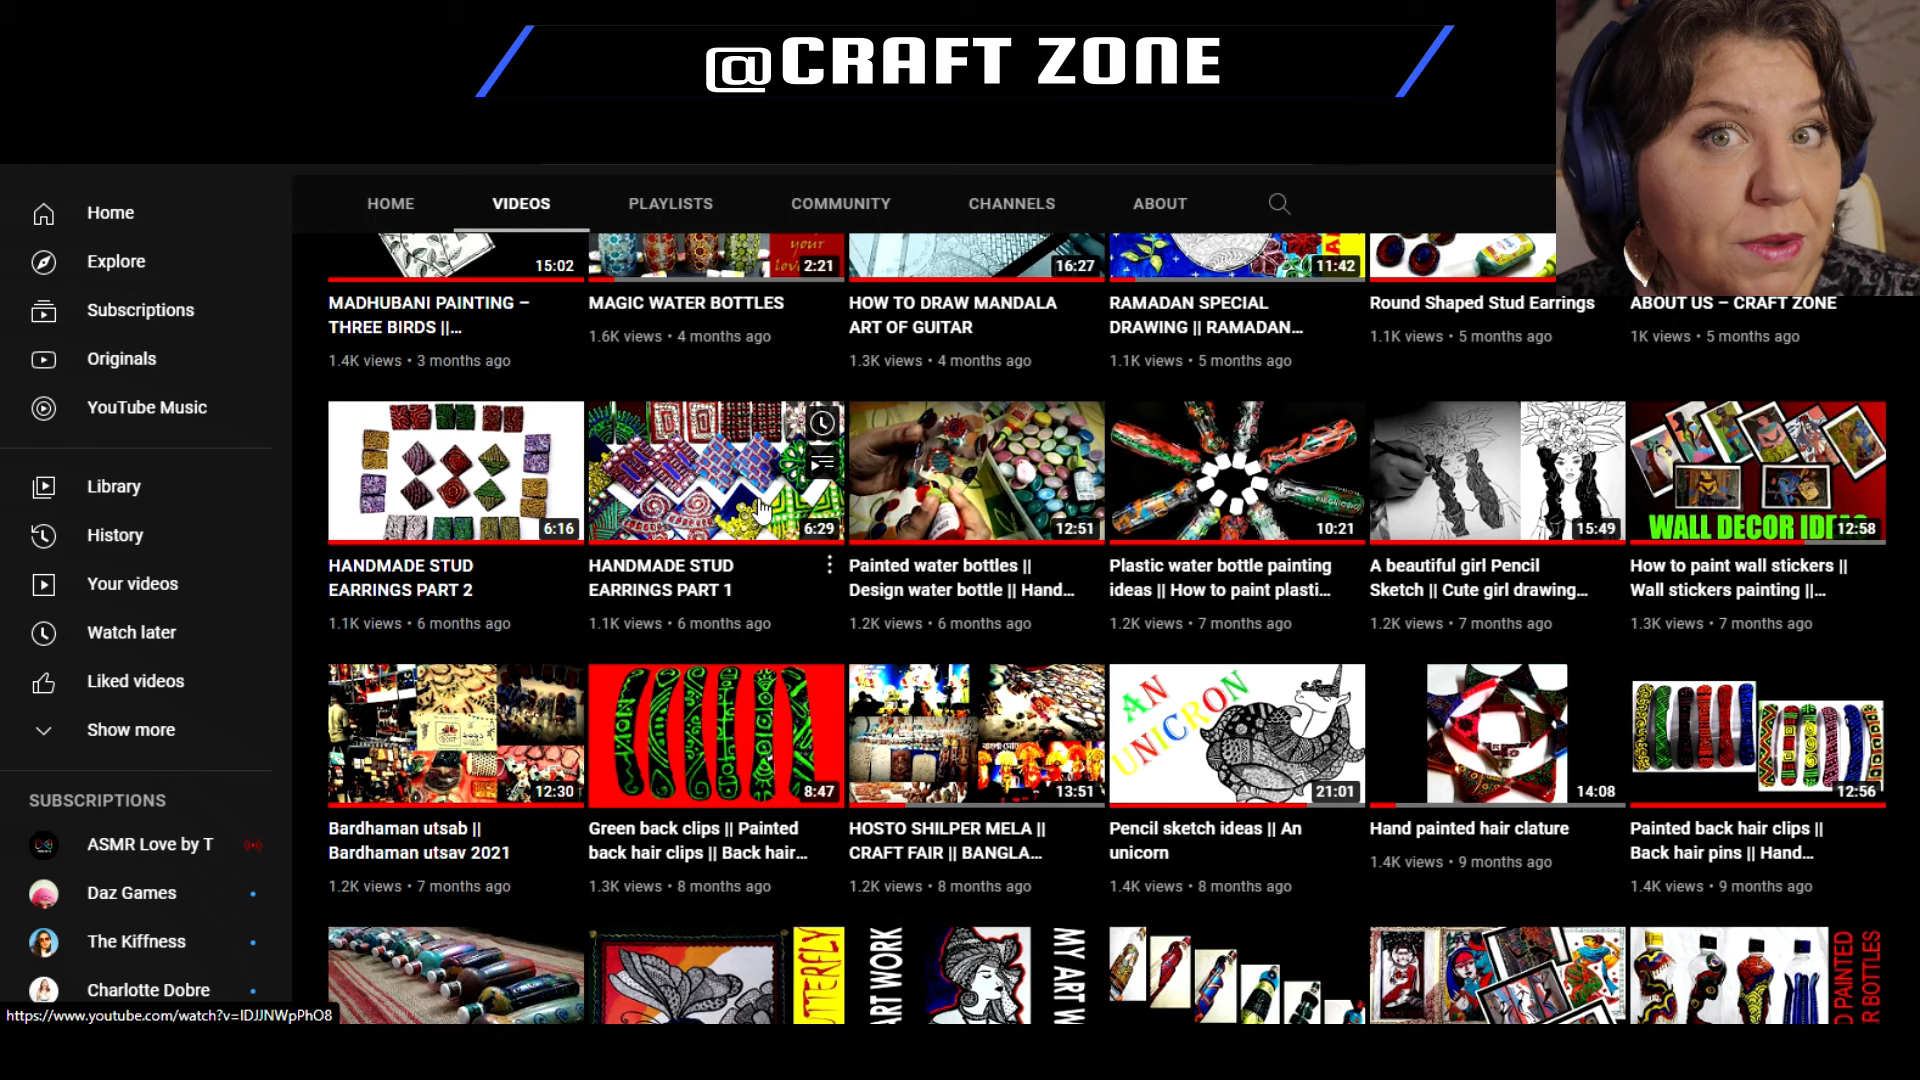 @CRAFT ZONE
Home
Explore
Subscriptions
Originals
YouTube Music
Library
History
Your videos
Watch later
Liked videos
Show more
SUBSCRIPTIONS
ASMR Love by T
Daz Games
The Kiffness
Charlotte Dobre
https://www.youtube.com/watch?v=IDJJNWpPhO8
HOME VIDEOS PLAYLISTS COMMUNITY CHANNELS ABOUT
15:02
MADHUBANI PAINTING –
THREE BIRDS ||...
1.4K views • 3 months ago
your
2:21
MAGIC WATER BOTTLES
1.6K views • 4 months ago
16:27
HOW TO DRAW MANDALA
ART OF GUITAR
1.3K views • 4 months ago
11:42
RAMADAN SPECIAL
DRAWING || RAMADAN...
1.1K views • 5 months ago
Round Shaped Stud Earrings
1.1K views • 5 months ago
ABOUT US – CRAFT ZONE
1K views • 5 months ago
6:16
HANDMADE STUD
EARRINGS PART 2
1.1K views • 6 months ago
6:29
HANDMADE STUD
EARRINGS PART 1
1.1K views • 6 months ago
12:51
Painted water bottles ||
Design water bottle || Hand...
1.2K views • 6 months ago
10:21
Plastic water bottle painting
ideas || How to paint plasti...
1.2K views • 7 months ago
15:49
A beautiful girl Pencil
Sketch || Cute girl drawing...
1.2K views • 7 months ago
WALL DECOR
12:58
How to paint wall stickers ||
Wall stickers painting ||...
1.3K views • 7 months ago
12:30
Bardhaman utsab ||
Bardhaman utsav 2021
1.2K views • 7 months ago
8:47
Green back clips || Painted
back hair clips || Back hair...
1.3K views • 8 months ago
13:51
HOSTO SHILPER MELA ||
CRAFT FAIR || BANGLA...
1.2K views • 8 months ago
AN
UNICRON
21:01
Pencil sketch ideas || An
unicorn
1.4K views • 8 months ago
14:08
Hand painted hair clature
1.4K views • 9 months ago
12:56
Painted back hair clips ||
Back hair pins || Hand...
1.4K views • 9 months ago
UTTERFLY
ART WORK
MY ART W
PAINTED
R BOTTLES